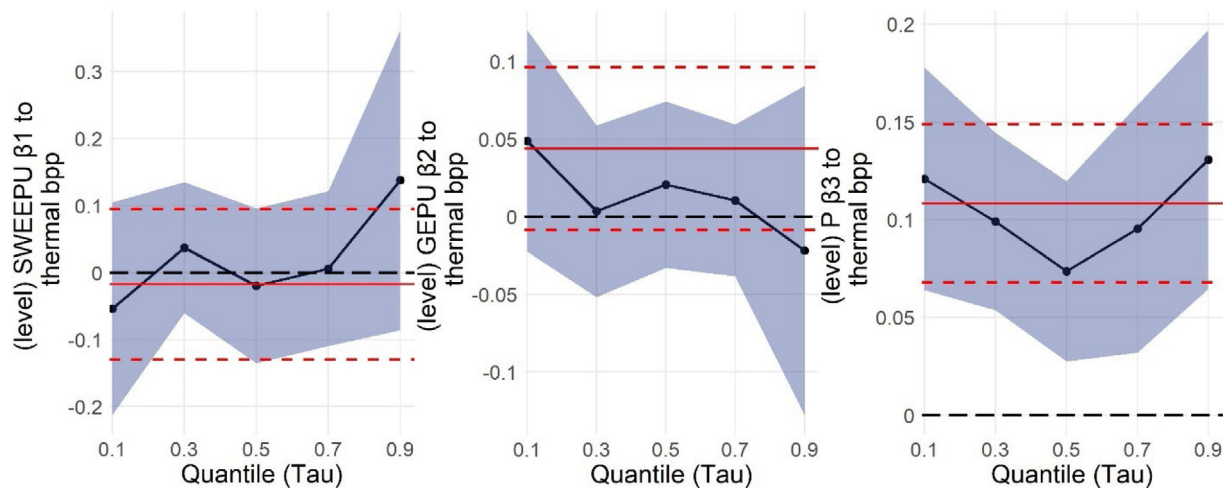 (level) SWEEPU β1 to
thermal bpp
0.3
0.2
0.1
0
-0.1
-0.2
0.1 0.3 0.5 0.7 0.9
Quantile (Tau)
(level) GEPU β2 to
thermal bpp
0.1
0.05
0
-0.05
-0.1
0.1 0.3 0.5 0.7 0.9
Quantile (Tau)
(level) P β3 to
thermal bpp
0.2
0.15
0.1
0.05
0
0.1 0.3 0.5 0.7 0.9
Quantile (Tau)